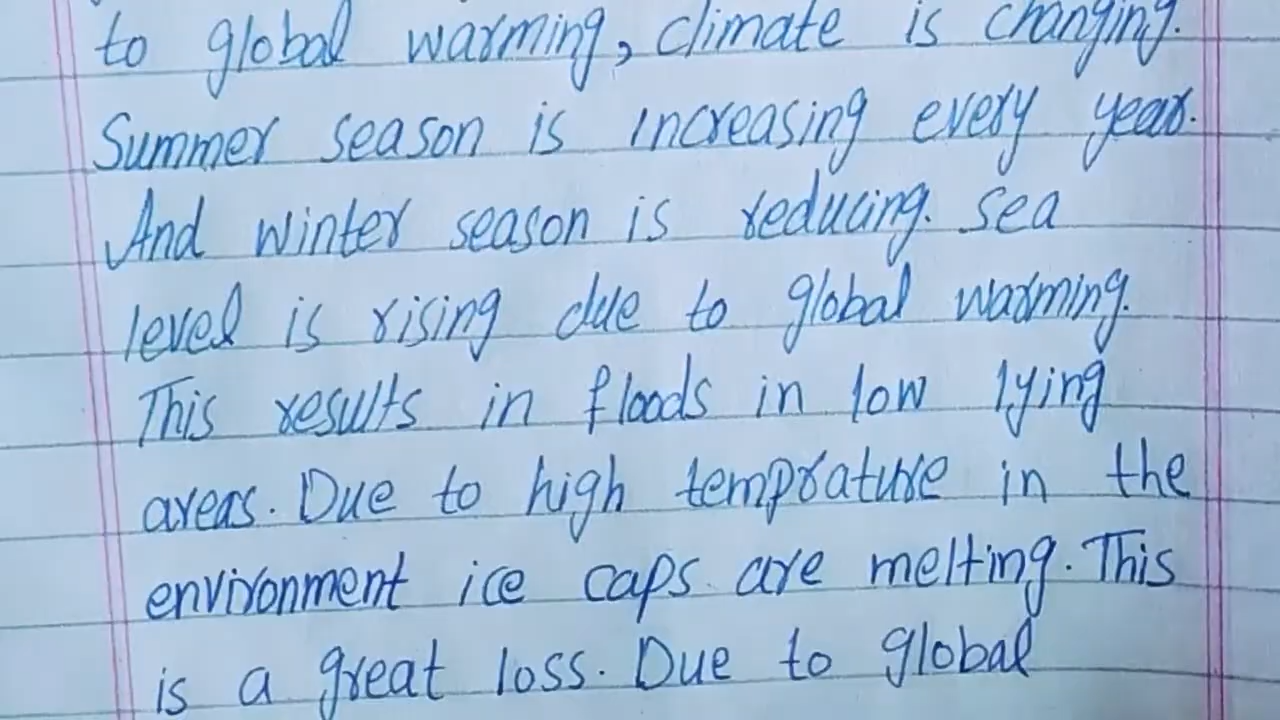 to global warming, climate is changing.
Summer season is increasing every year.
And winter season is reducing. Sea
level is rising due to global warming.
This results in floods in low lying
areas. Due to high temprature in the
environment ice caps are melting. This
is a great loss. Due to global